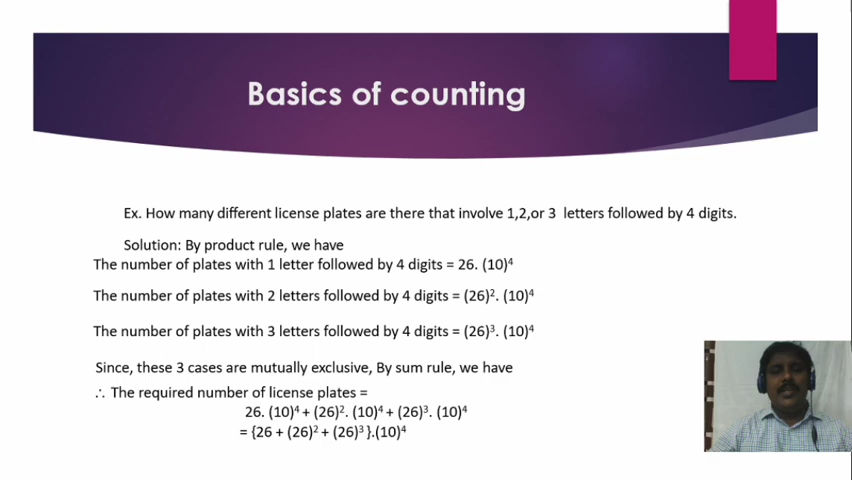 Basics of counting
Ex. How many different license plates are there that involve 1,2,or 3 letters followed by 4 digits.
Solution: By product rule, we have
The number of plates with 1 letter followed by 4 digits = 26. (10)⁴
The number of plates with 2 letters followed by 4 digits = (26)². (10)⁴
The number of plates with 3 letters followed by 4 digits = (26)³. (10)⁴
Since, these 3 cases are mutually exclusive, By sum rule, we have
∴ The required number of license plates =
26. (10)⁴ + (26)². (10)⁴ + (26)³. (10)⁴
= {26 + (26)² + (26)³ }.(10)⁴